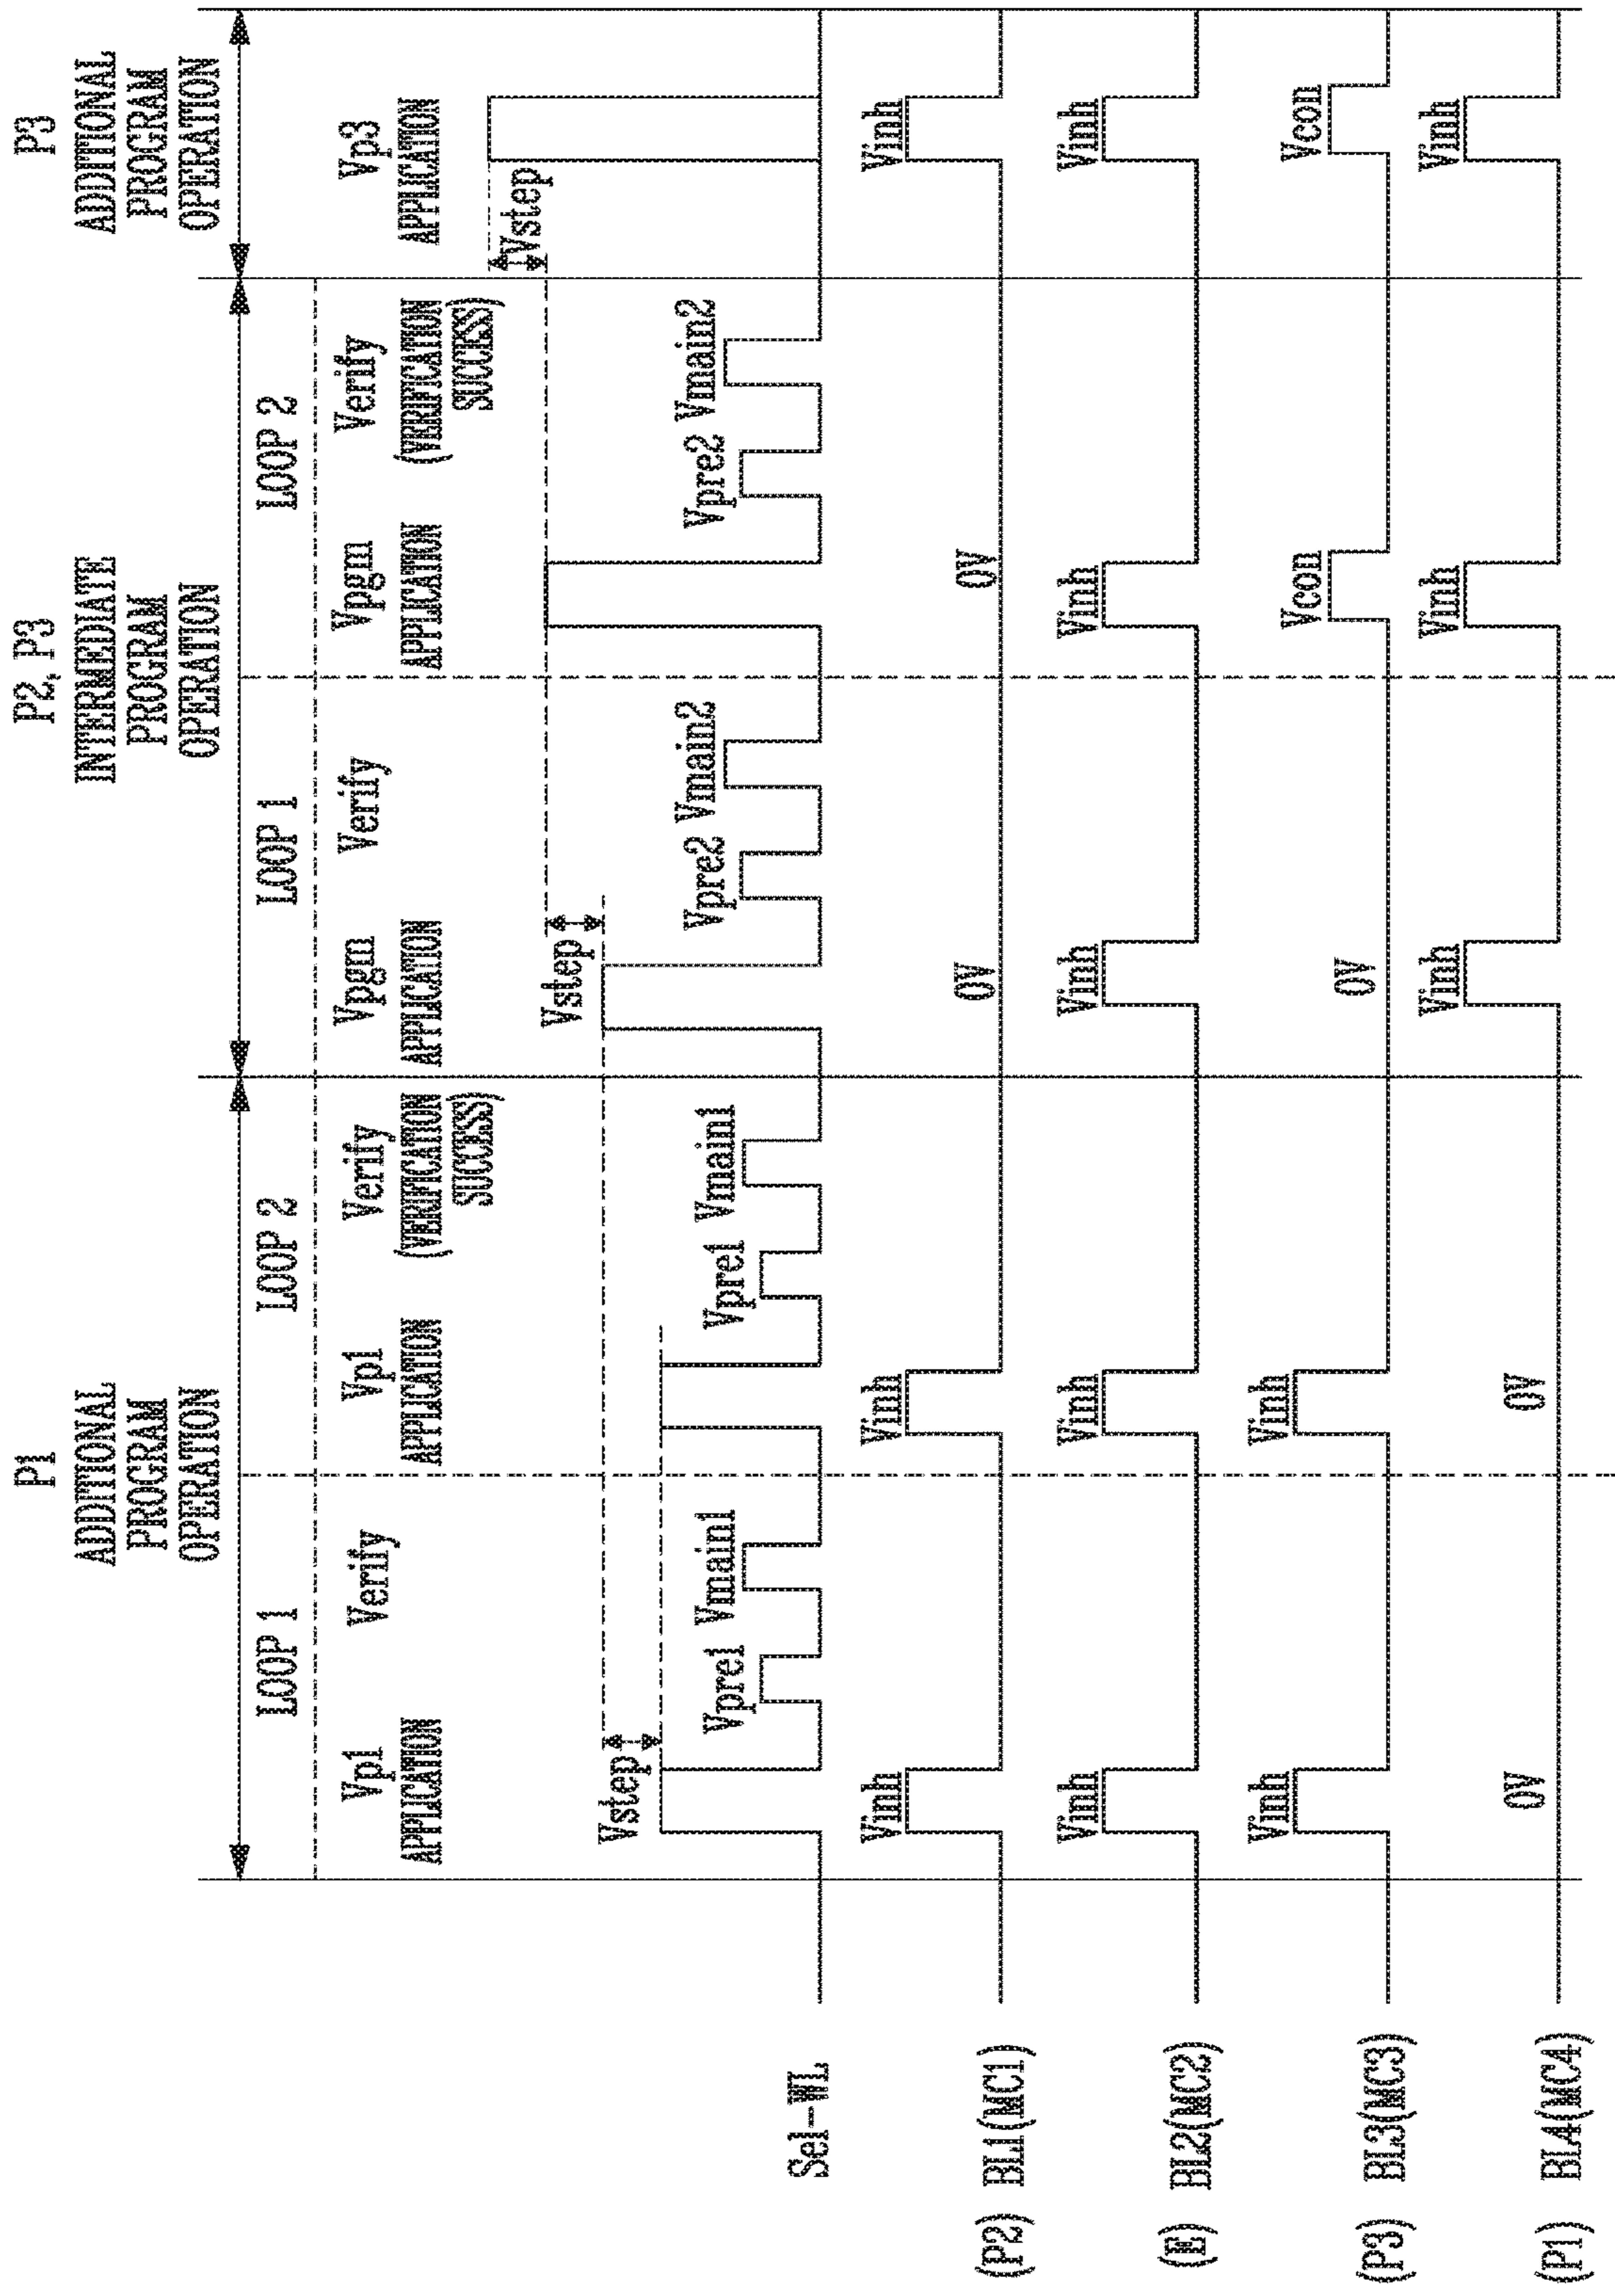 P1
ADDITIONAL
PROGRAM
OPERATION
P2, P3
INTERMEDIATE
PROGRAM
OPERATION
P3
ADDITIONAL
PROGRAM
OPERATION
LOOP 1
LOOP 2
LOOP 1
LOOP 2
Vp1
APPLICATION
Verify
Vp1
APPLICATION
Verify
(VERIFICATION
SUCCESS)
Vpgm
APPLICATION
Verify
Vpgm
APPLICATION
Verify
(VERIFICATION
SUCCESS)
Vp3
APPLICATION
Vstep
Vstep
Vstep
Sel-WL
Vpre1
Vmain1
Vpre1
Vmain1
Vpre2
Vmain2
Vpre2
Vmain2
(P2) BL1(MC1)
Vinh
Vinh
0V
0V
Vinh
(E) BL2(MC2)
Vinh
Vinh
Vinh
Vinh
Vinh
(P3) BL3(MC3)
Vinh
Vinh
0V
Vcon
Vcon
(P1) BL4(MC4)
0V
0V
Vinh
Vinh
Vinh